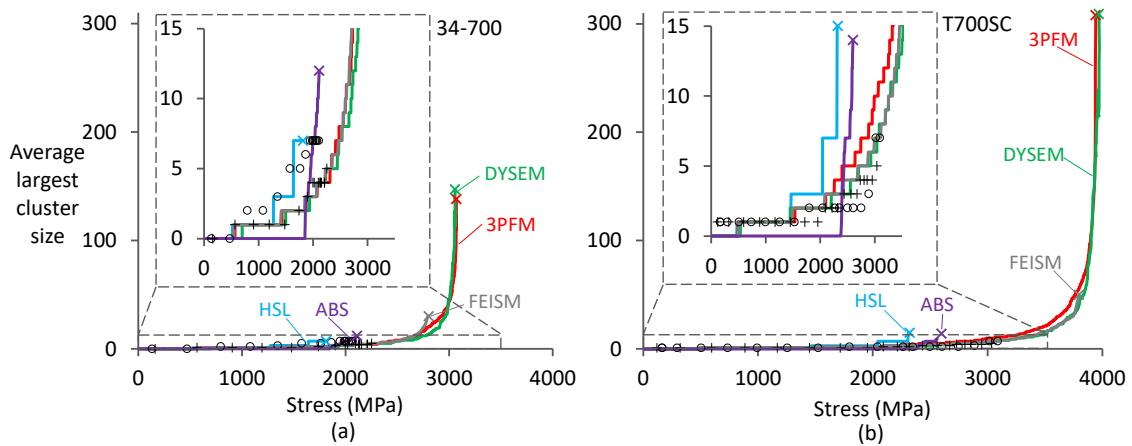 Average
largest
cluster
size
300
200
100
0
0 1000 2000 3000 4000
Stress (MPa)
(a)
34-700
15
10
5
0
0 1000 2000 3000
DYSEM
3PFM
FEISM
HSL
ABS
300
200
100
0
0 1000 2000 3000 4000
Stress (MPa)
(b)
T700SC
15
10
5
0
0 1000 2000 3000
3PFM
DYSEM
FEISM
HSL
ABS